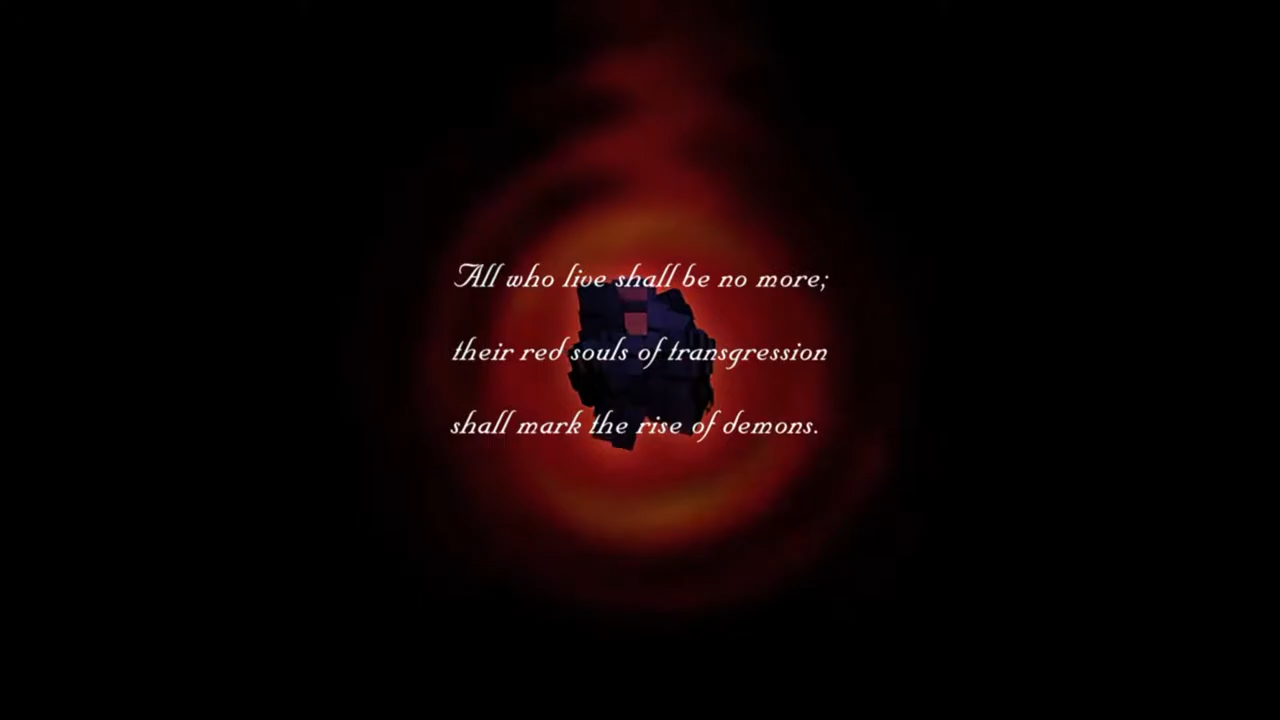 All who live shall be no more;
their red souls of transgression
shall mark the rise of demons.